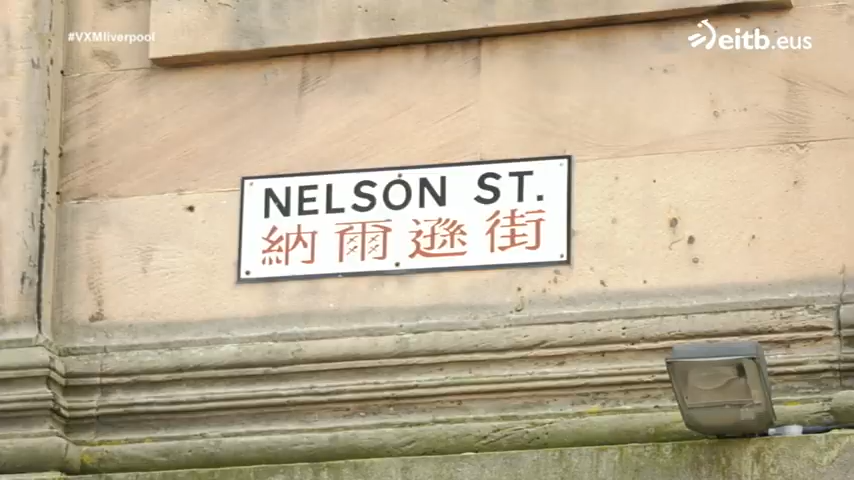 #VXMliverpool
eitb.eus
NELSON ST.
納爾遜街